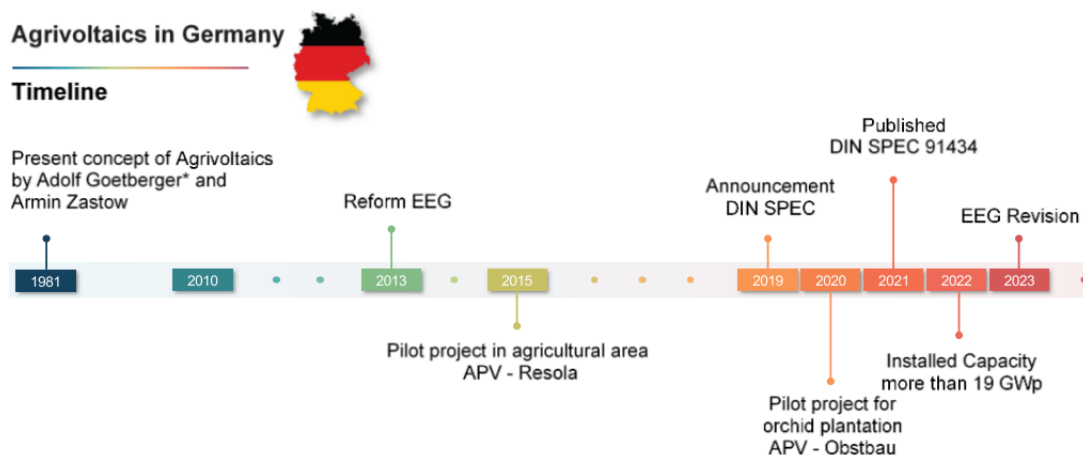 Agrivoltaics in Germany
Timeline
Present concept of Agrivoltaics
by Adolf Goetberger* and
Armin Zastow
Reform EEG
Pilot project in agricultural area
APV - Resola
Announcement
DIN SPEC
Pilot project for
orchid plantation
APV - Obstbau
Published
DIN SPEC 91434
Installed Capacity
more than 19 GWp
EEG Revision
1981
2010
2013
2015
2019
2020
2021
2022
2023